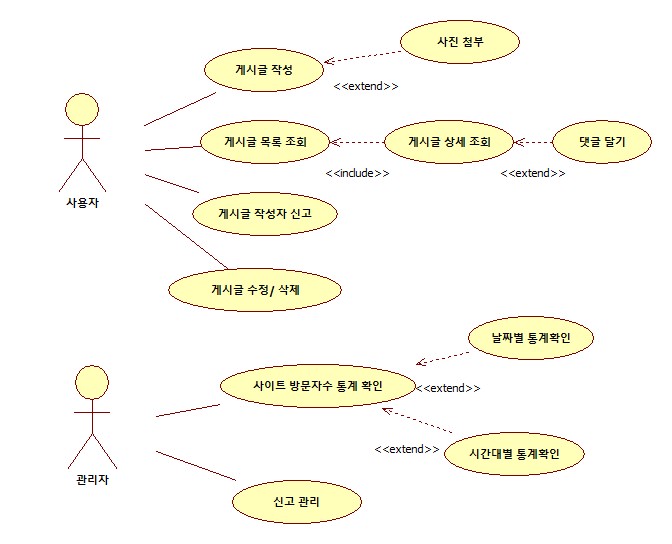 사진 첨부
게시글 작성
<<extend>>
게시글 목록 조회
게시글 상세 조회
댓글 달기
<<include>>
<<extend>>
사용자
게시글 작성자 신고
게시글 수정/ 삭제
날짜별 통계확인
사이트 방문자수 통계 확인
<<extend>>
<<extend>>
시간대별 통계확인
관리자
신고 관리